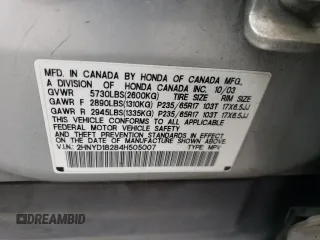 MFD. IN CANADA BY HONDA OF CANADA MFG.
A DIVISION OF HONDA CANADA INC. 10/03
GVWR 5730LBS(2600KG) TIRE SIZE RIM SIZE
GAWR F 2890LBS(1310KG) P235/65R17 103T 17X6.5JJ
GAWR R 2945LBS(1335KG) P235/65R17 103T 17X6.5JJ
THIS VEHICLE CONFORMS TO ALL APPLICABLE
FEDERAL MOTOR VEHICLE SAFETY AND
THEFT PREVENTION STANDARDS IN EFFECT
ON THE DATE OF MANUFACTURE SHOWN ABOVE.
V.I.N.: 2HNYD18284H505007 TYPE: MPV
© CARBIDMD
CARBIDMD